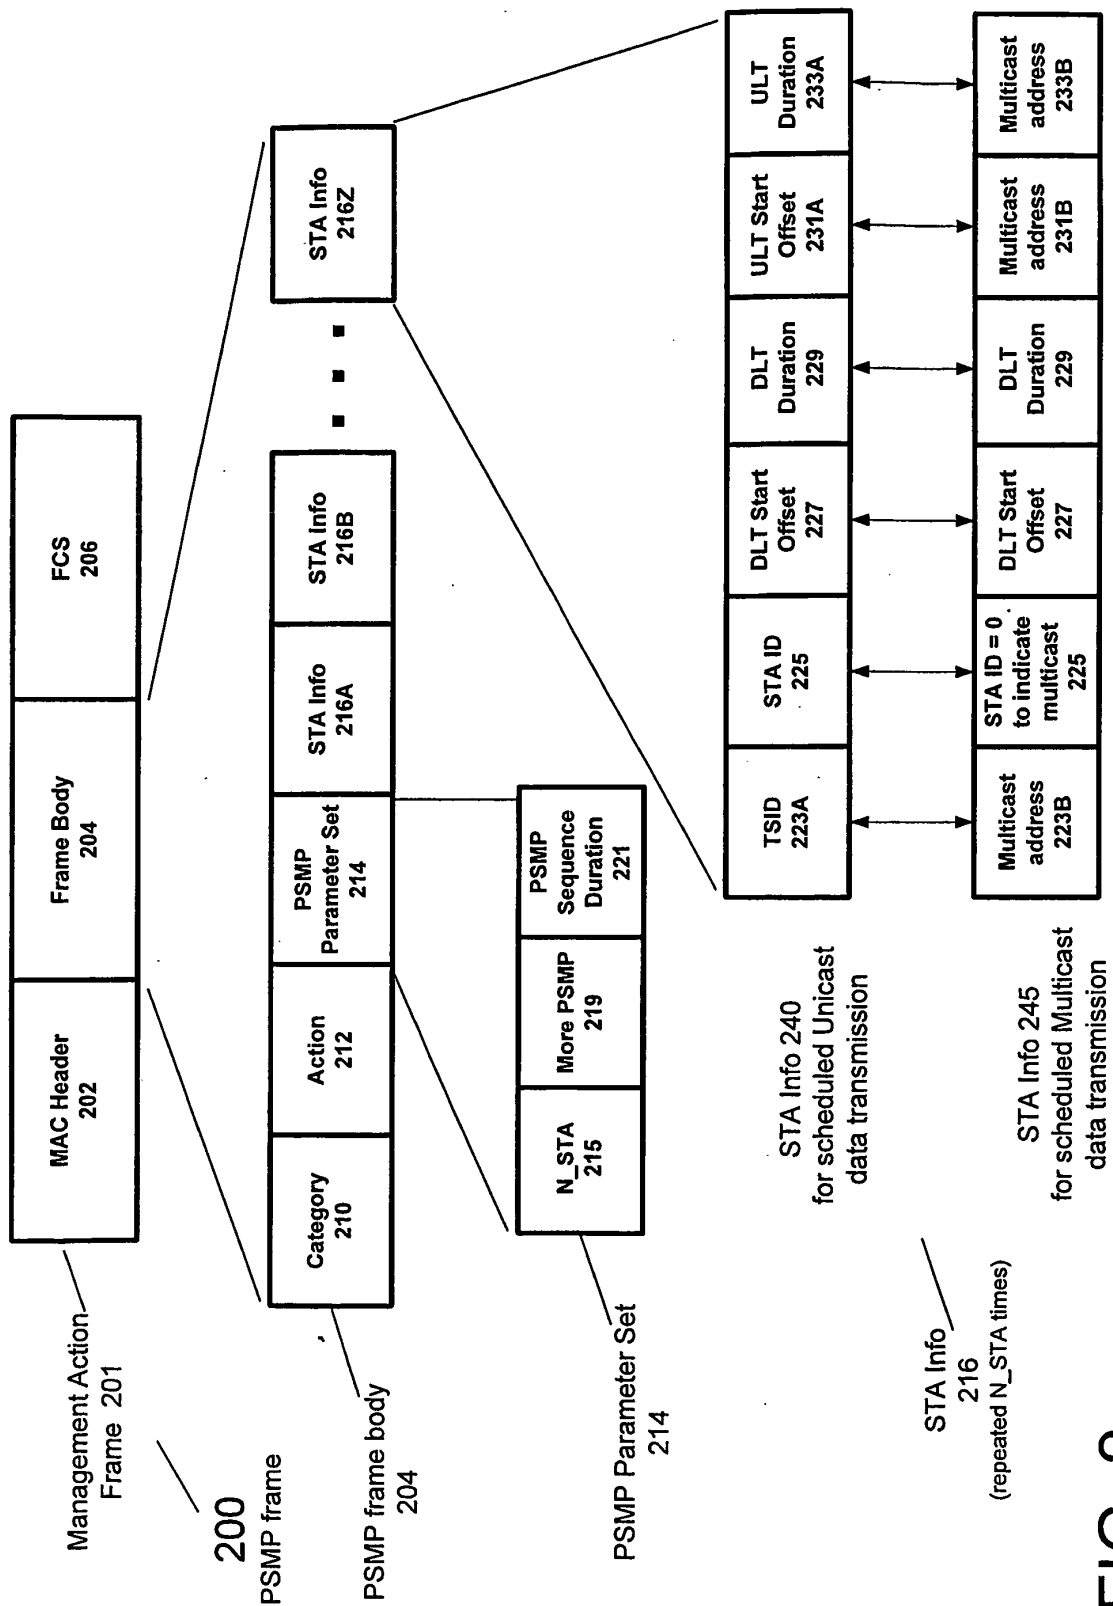 Management Action
Frame 201
MAC Header
202
Frame Body
204
FCS
206
200
PSMP frame
PSMP frame body
204
Category
210
Action
212
PSMP
Parameter Set
214
STA Info
216A
STA Info
216B
STA Info
216Z
PSMP Parameter Set
214
N_STA
215
More PSMP
219
PSMP
Sequence
Duration
221
STA Info
216
(repeated N_STA times)
STA Info 240
for scheduled Unicast
data transmission
TSID
223A
STA ID
225
DLT Start
Offset
227
DLT
Duration
229
ULT Start
Offset
231A
ULT
Duration
233A
STA Info 245
for scheduled Multicast
data transmission
Multicast
address
223B
STA ID = 0
to indicate
multicast
225
DLT Start
Offset
227
DLT
Duration
229
Multicast
address
231B
Multicast
address
233B
FIG.